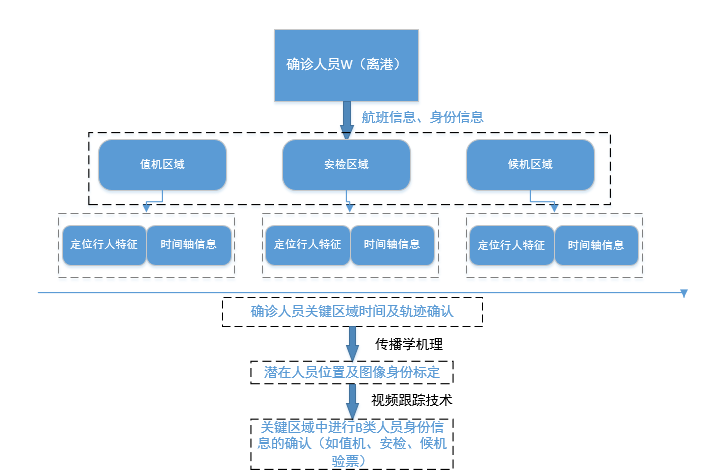 确诊人员W（离港）
航班信息、身份信息
值机区域
安检区域
候机区域
定位行人特征
时间轴信息
定位行人特征
时间轴信息
定位行人特征
时间轴信息
确诊人员关键区域时间及轨迹确认
传播学机理
潜在人员位置及图像身份标定
视频跟踪技术
关键区域中进行B类人员身份信
息的确认（如值机、安检、候机
验票）